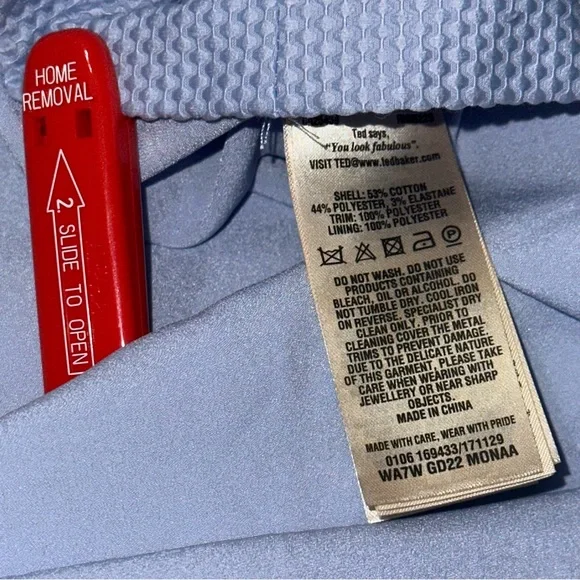 HOME
REMOVAL
2. SLIDE TO OPEN
Ted says,
"You look fabulous".
VISIT TED@www.tedbaker.com
SHELL: 53% COTTON
44% POLYESTER, 3% ELASTANE
TRIM: 100% POLYESTER
LINING: 100% POLYESTER
P
DO NOT WASH. DO NOT USE
PRODUCTS CONTAINING
BLEACH, OIL OR ALCOHOL. DO
NOT TUMBLE DRY. COOL IRON
ON REVERSE. SPECIALIST DRY
CLEAN ONLY. PRIOR TO
CLEANING COVER THE METAL
TRIMS TO PREVENT DAMAGE.
DUE TO THE DELICATE NATURE
OF THIS GARMENT, PLEASE TAKE
CARE WHEN WEARING WITH
JEWELLERY OR NEAR SHARP
OBJECTS.
MADE IN CHINA
MADE WITH CARE, WEAR WITH PRIDE
0106 169433/171129
WA7W GD22 MONAA